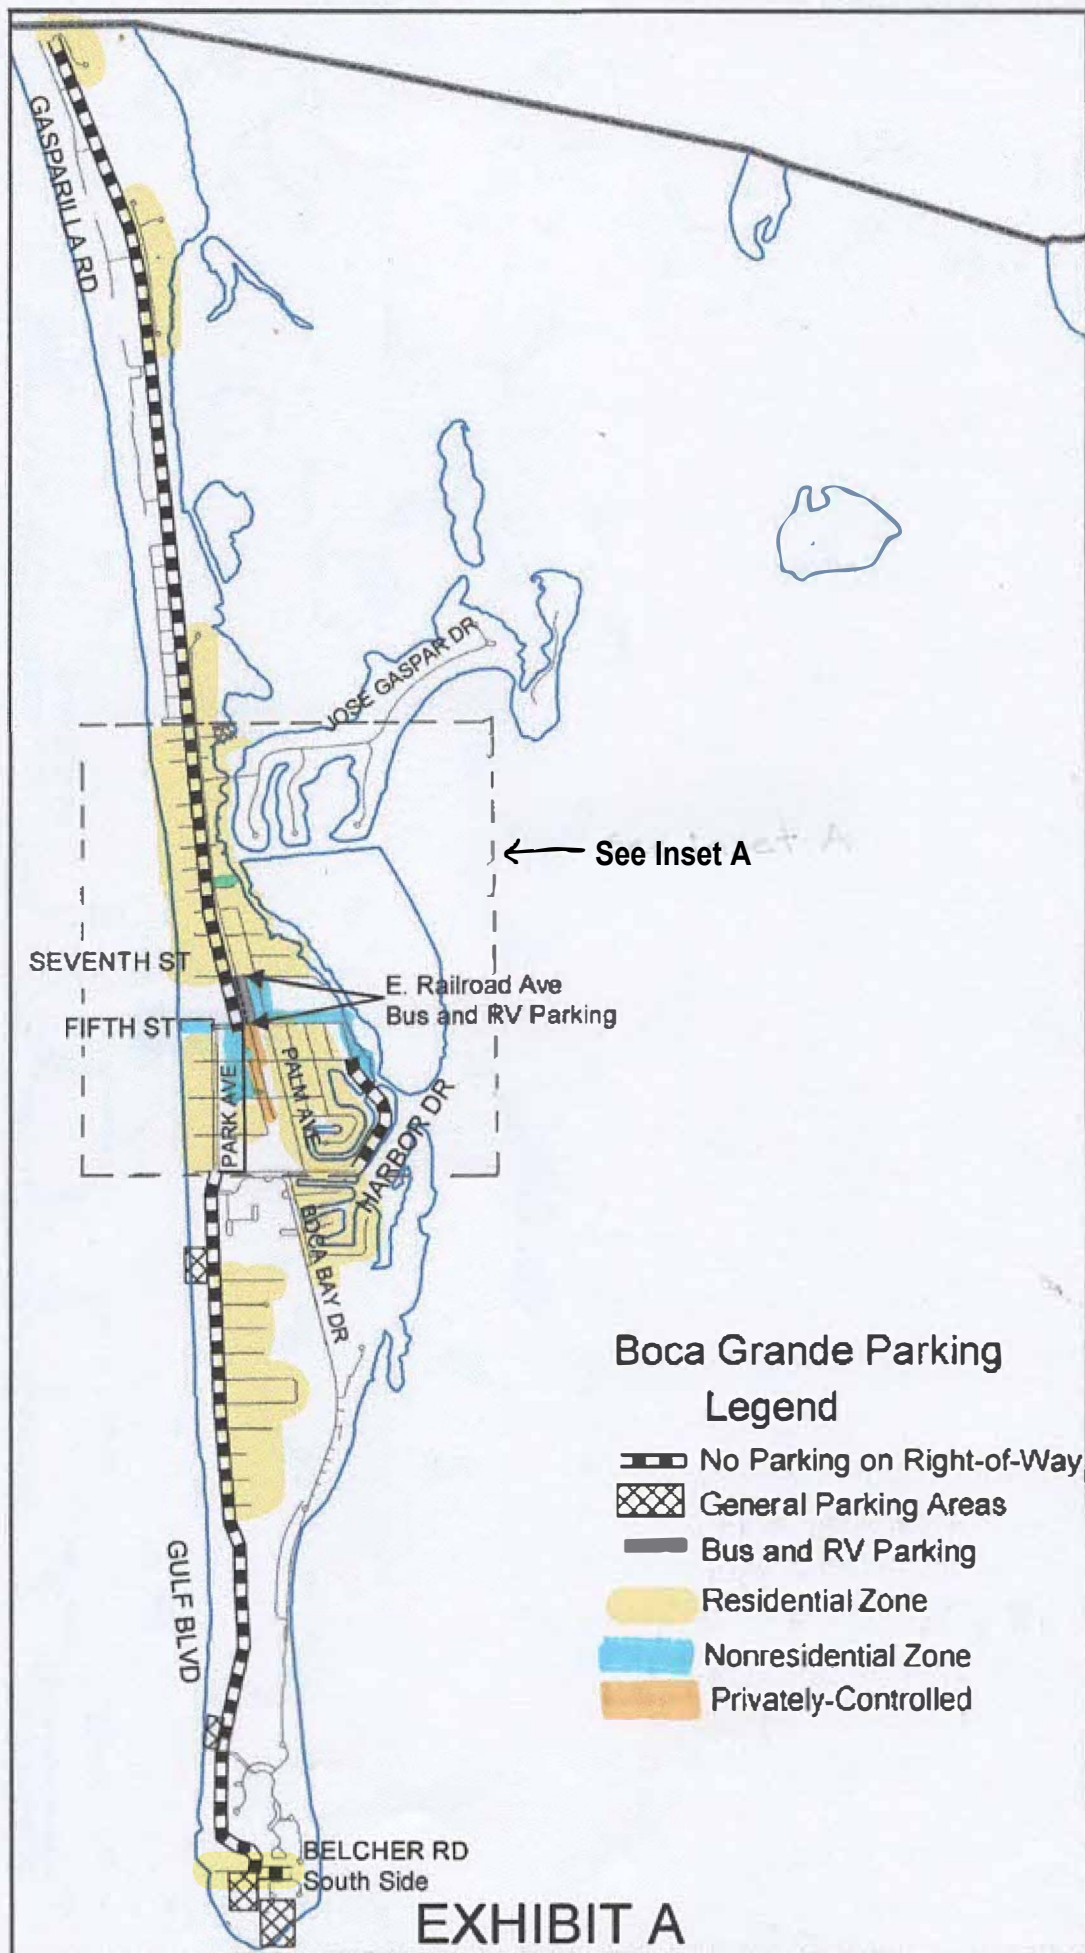 GASPARILLA RD
JOSE GASPAR DR
See Inset A
SEVENTH ST
E. Railroad Ave
Bus and RV Parking
FIFTH ST
PARK AVE
PALM AVE
HARBOR DR
BOCA BAY DR
Boca Grande Parking
Legend
No Parking on Right-of-Way
General Parking Areas
Bus and RV Parking
Residential Zone
Nonresidential Zone
Privately-Controlled
GULF BLVD
BELCHER RD
South Side
EXHIBIT A